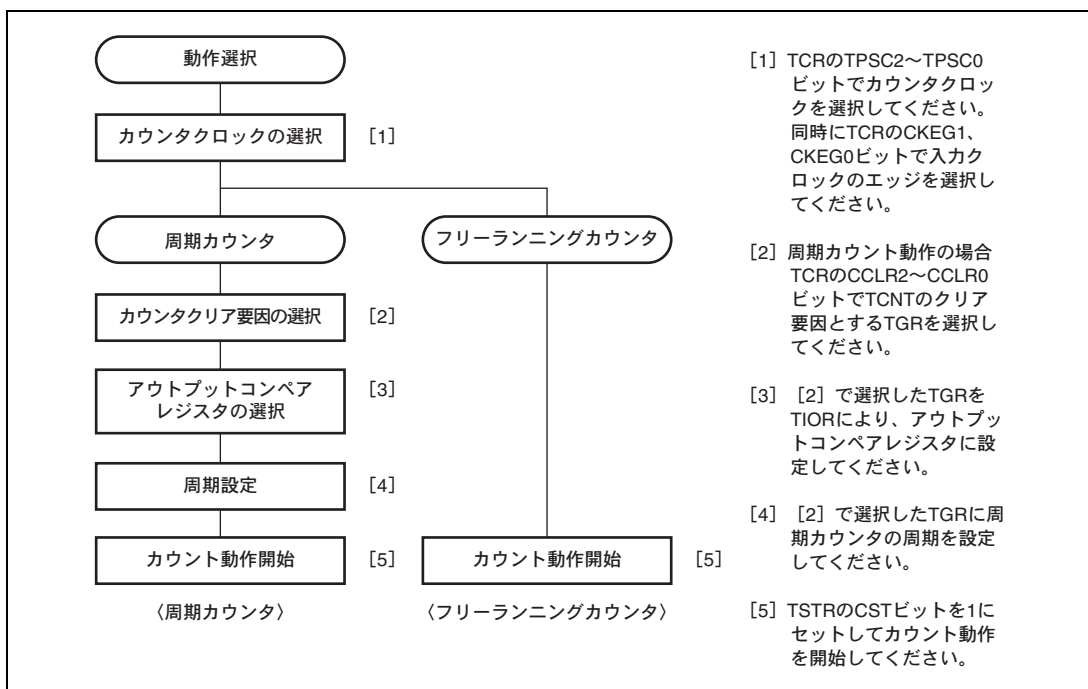 動作選択
カウンタクロックの選択 [1]
周期カウンタ
フリーランニングカウンタ
カウンタクリア要因の選択 [2]
アウトプットコンペア
レジスタの選択 [3]
周期設定 [4]
カウント動作開始 [5]
カウント動作開始 [5]
〈周期カウンタ〉
〈フリーランニングカウンタ〉
[1] TCRのTPSC2～TPSC0
ビットでカウンタクロッ
クを選択してください。
同時にTCRのCKEG1、
CKEG0ビットで入力ク
ロックのエッジを選択し
てください。
[2] 周期カウント動作の場合
TCRのCCLR2～CCLR0
ビットでTCNTのクリア
要因とするTGRを選択し
てください。
[3] [2]で選択したTGRを
TIORにより、アウトプッ
トコンペアレジスタに設
定してください。
[4] [2]で選択したTGRに周
期カウンタの周期を設定
してください。
[5] TSTRのCSTビットを1に
セットしてカウント動作
を開始してください。